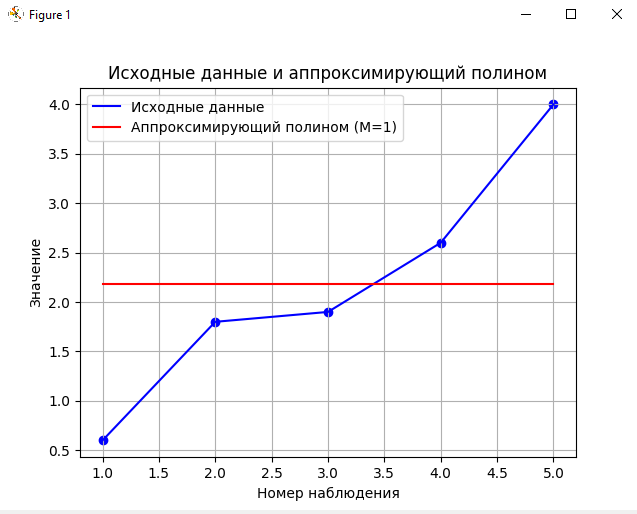 Figure 1
Исходные данные и аппроксимирующий полином
Исходные данные
Аппроксимирующий полином (M=1)
4.0
3.5
3.0
2.5
2.0
1.5
1.0
0.5
Значение
1.0 1.5 2.0 2.5 3.0 3.5 4.0 4.5 5.0
Номер наблюдения